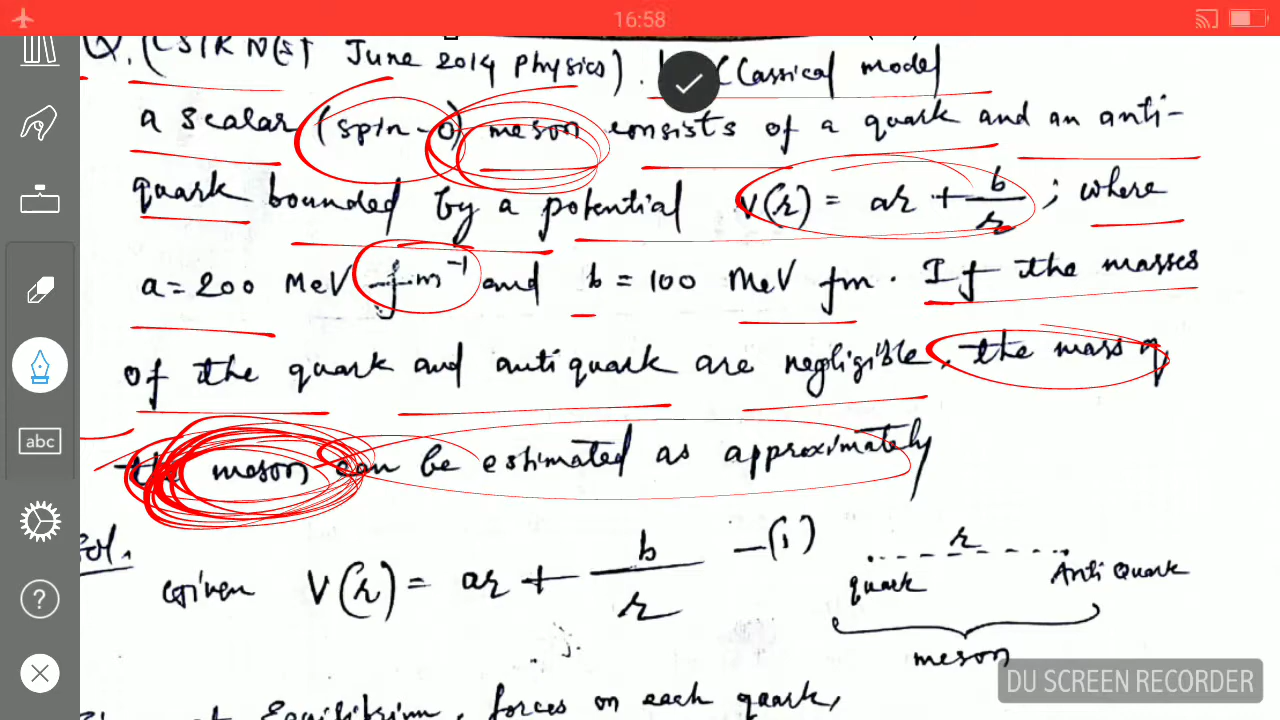 16:58
Q. (CSIR NET June 2014 Physics). Classical model
a scalar (spin-0) meson consists of a quark and an anti-
quark bounded by a potential V(r) = ar + b/r ; where
a = 200 MeV fm⁻¹ and b = 100 MeV fm. If the masses
of the quark and antiquark are negligible, the mass of
the meson can be estimated as approximately
Sol.
Given V(r) = ar + b/r —(1)
r
quark Anti Quark
meson
at Equilibrium, forces on each quark,
abc
?
DU SCREEN RECORDER